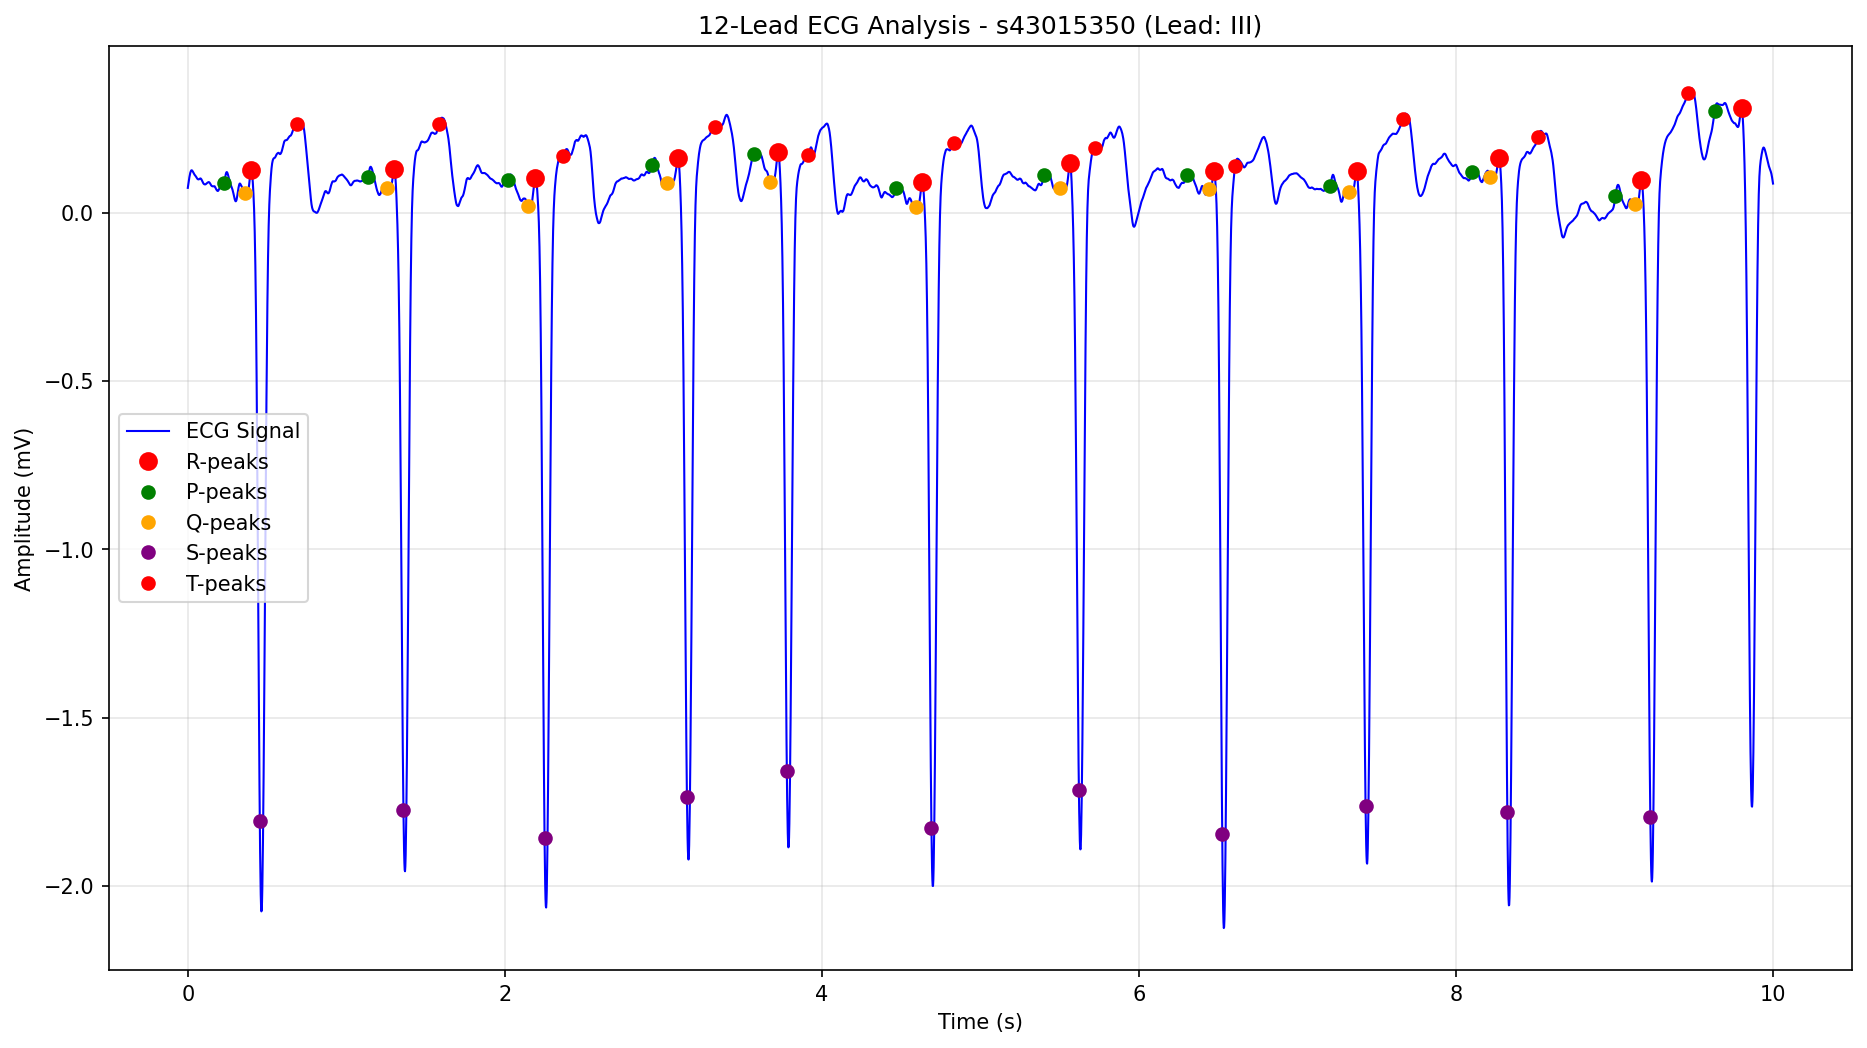 12-Lead ECG Analysis - s43015350 (Lead: III)
Amplitude (mV)
0.0
−0.5
−1.0
−1.5
−2.0
ECG Signal
R-peaks
P-peaks
Q-peaks
S-peaks
T-peaks
0 2 4 6 8 10
Time (s)